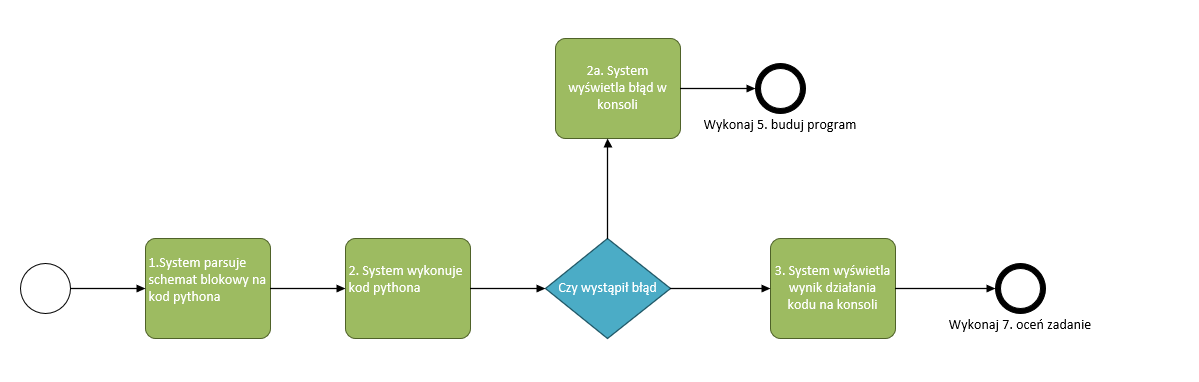 2a. System
wyświetla błąd w
konsoli
Wykonaj 5. buduj program
1.System parsuje
schemat blokowy na
kod pythona
2. System wykonuje
kod pythona
Czy wystąpił błąd
3. System wyświetla
wynik działania
kodu na konsoli
Wykonaj 7. oceń zadanie